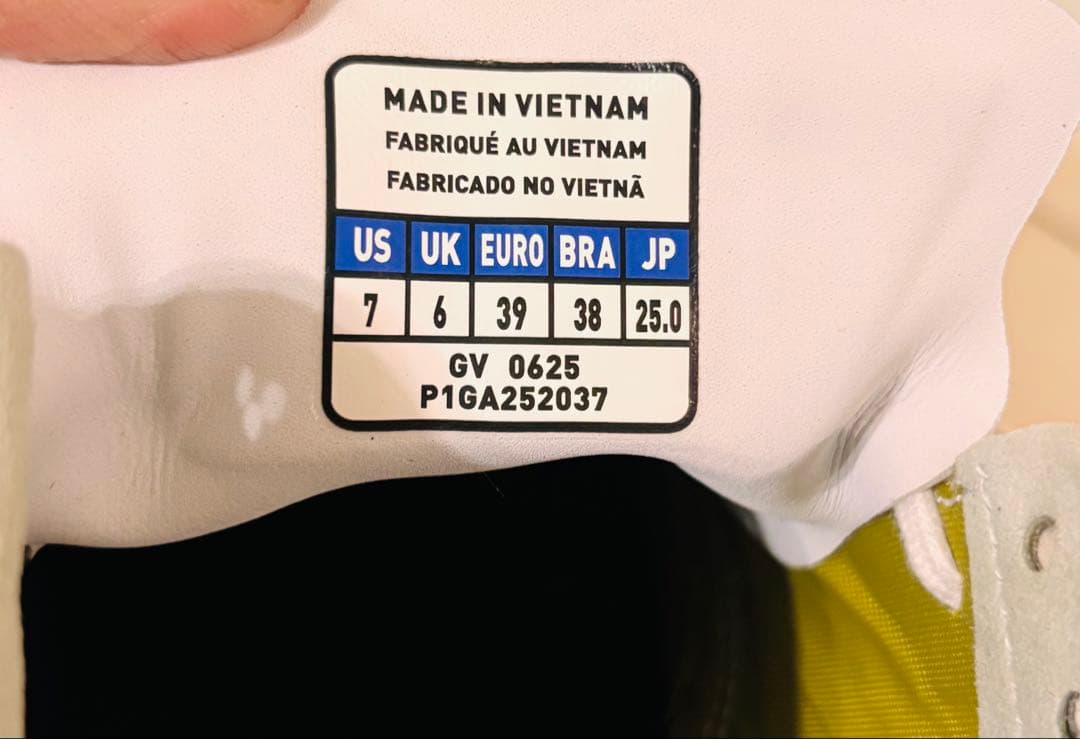 MADE IN VIETNAM
FABRIQUÉ AU VIETNAM
FABRICADO NO VIETNÃ
US UK EURO BRA JP
7 6 39 38 25.0
GV 0625
P1GA252037